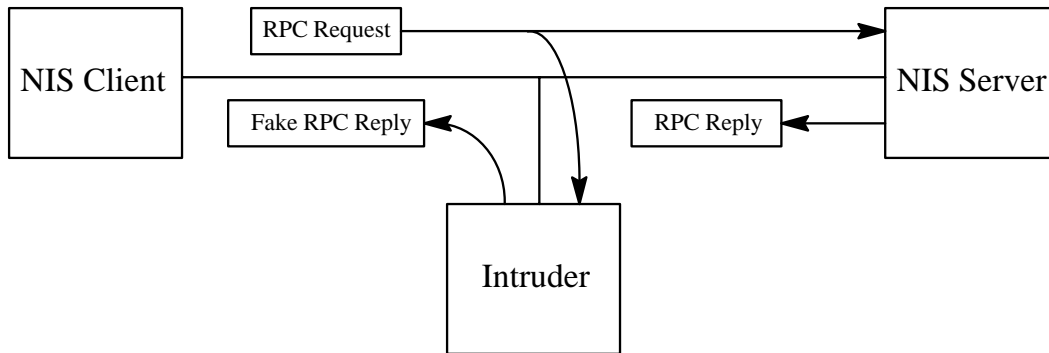 RPC Request
NIS Client
NIS Server
Fake RPC Reply
RPC Reply
Intruder